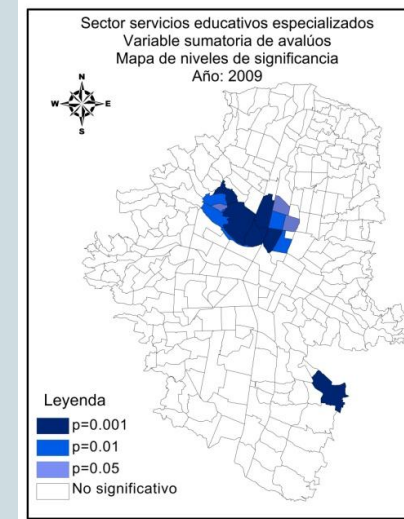 Sector servicios educativos especializados
Variable sumatoria de avalúos
Mapa de niveles de significancia
Año: 2009
N
W E
S
Leyenda
p=0.001
p=0.01
p=0.05
No significativo